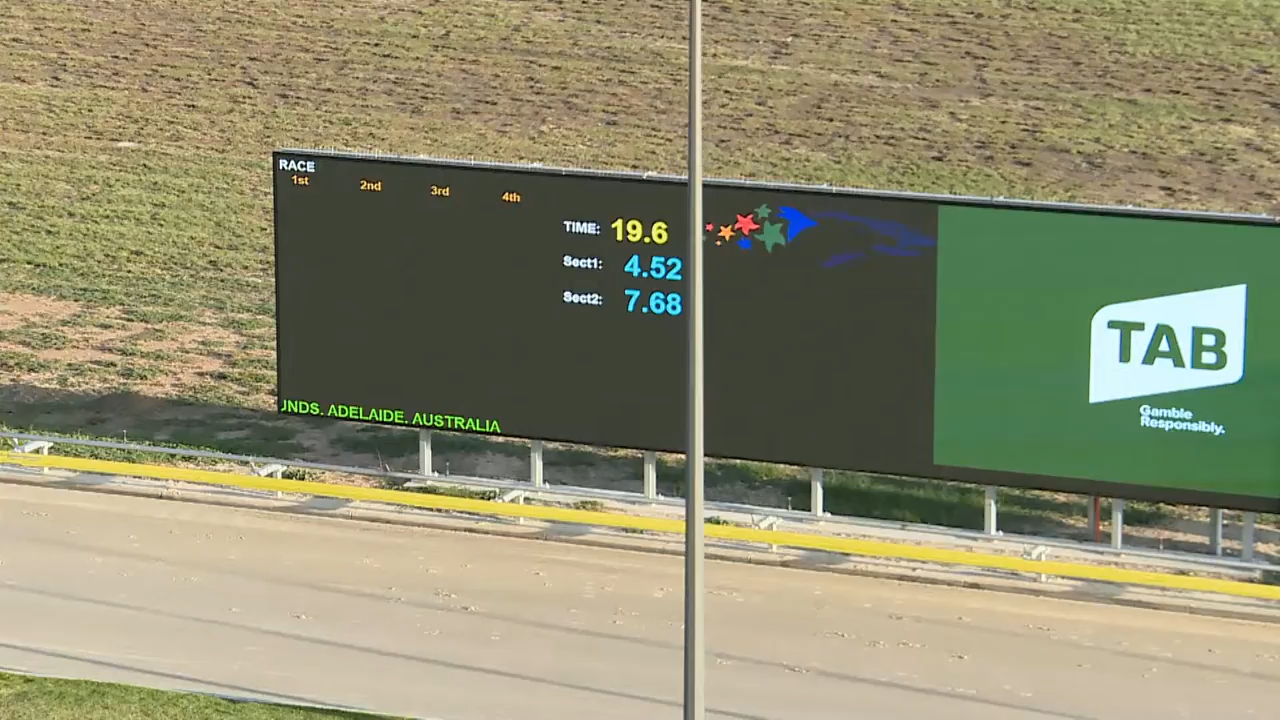 RACE
1st 2nd 3rd 4th
TIME: 19.6
Sect1: 4.52
Sect2: 7.68
JNDS. ADELAIDE. AUSTRALIA
TAB
Gamble
Responsibly.